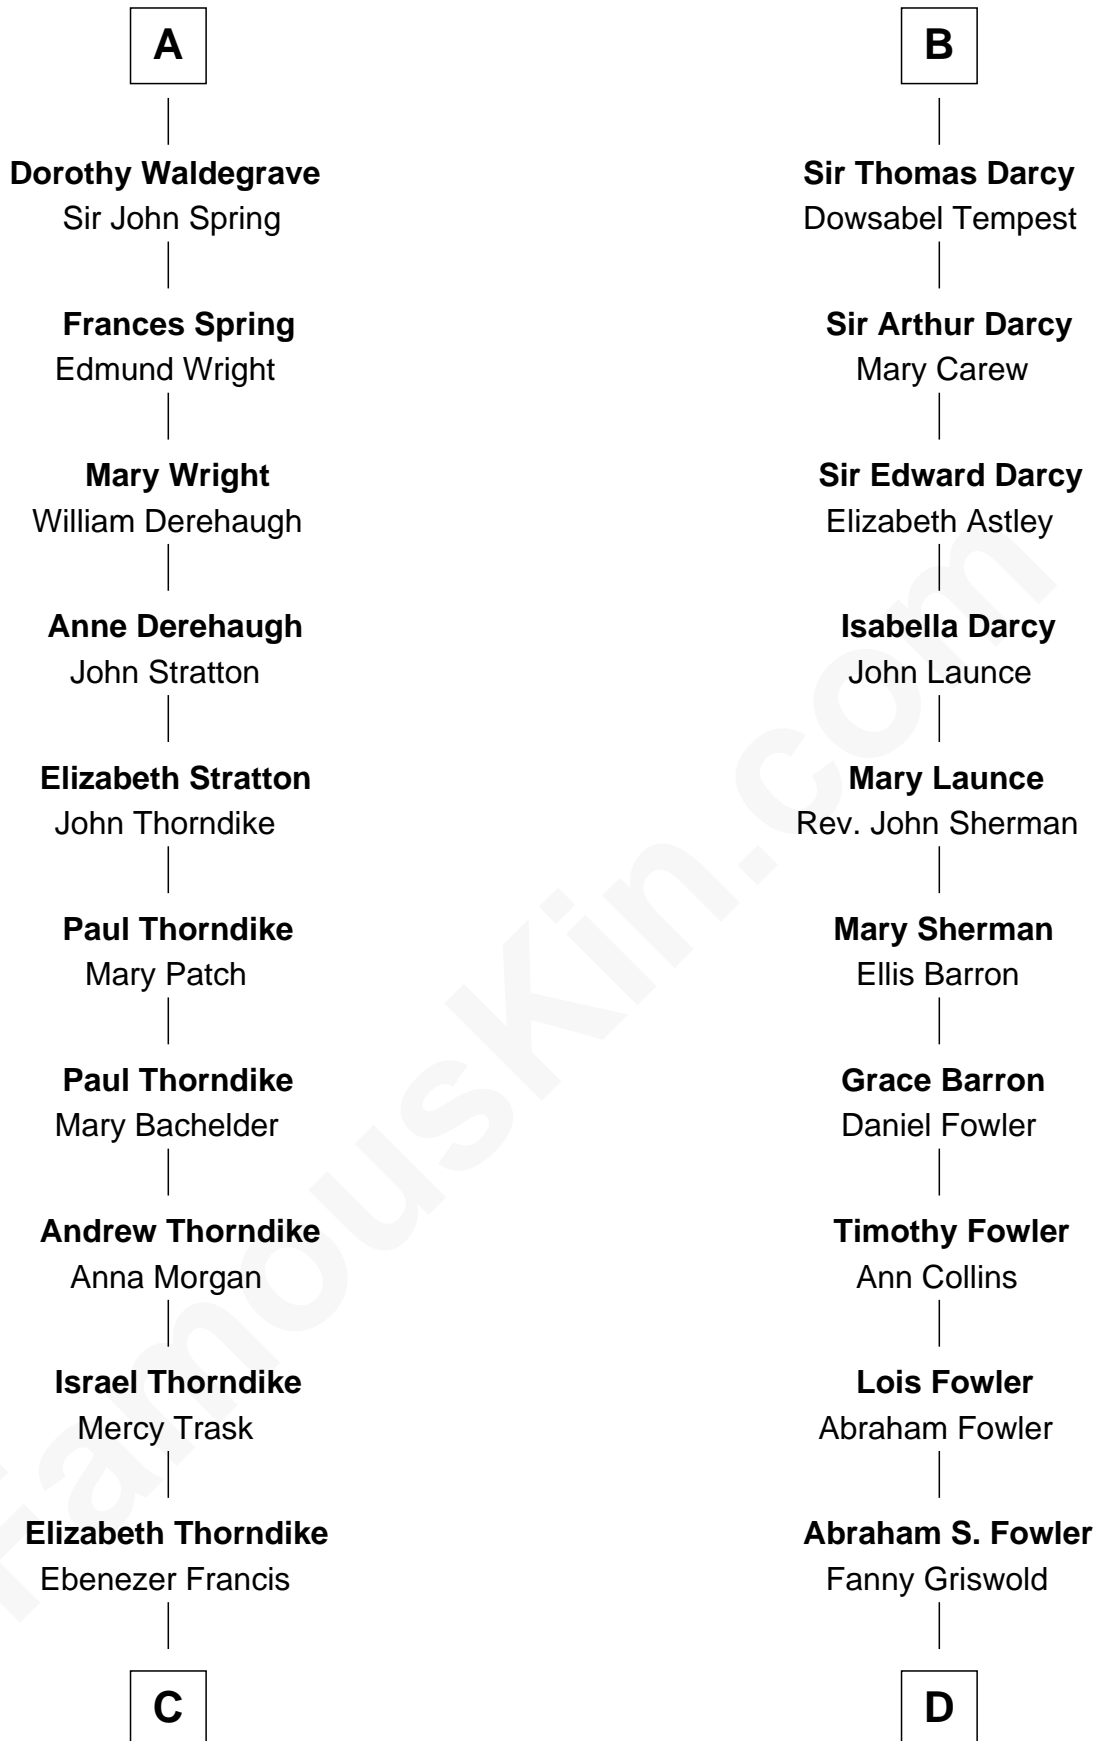 A
Dorothy Waldegrave
Sir John Spring
Frances Spring
Edmund Wright
Mary Wright
William Derehaugh
Anne Derehaugh
John Stratton
Elizabeth Stratton
John Thorndike
Paul Thorndike
Mary Patch
Paul Thorndike
Mary Bachelder
Andrew Thorndike
Anna Morgan
Israel Thorndike
Mercy Trask
Elizabeth Thorndike
Ebenezer Francis
C
B
Sir Thomas Darcy
Dowsabel Tempest
Sir Arthur Darcy
Mary Carew
Sir Edward Darcy
Elizabeth Astley
Isabella Darcy
John Launce
Mary Launce
Rev. John Sherman
Mary Sherman
Ellis Barron
Grace Barron
Daniel Fowler
Timothy Fowler
Ann Collins
Lois Fowler
Abraham Fowler
Abraham S. Fowler
Fanny Griswold
D
FamousKin.com